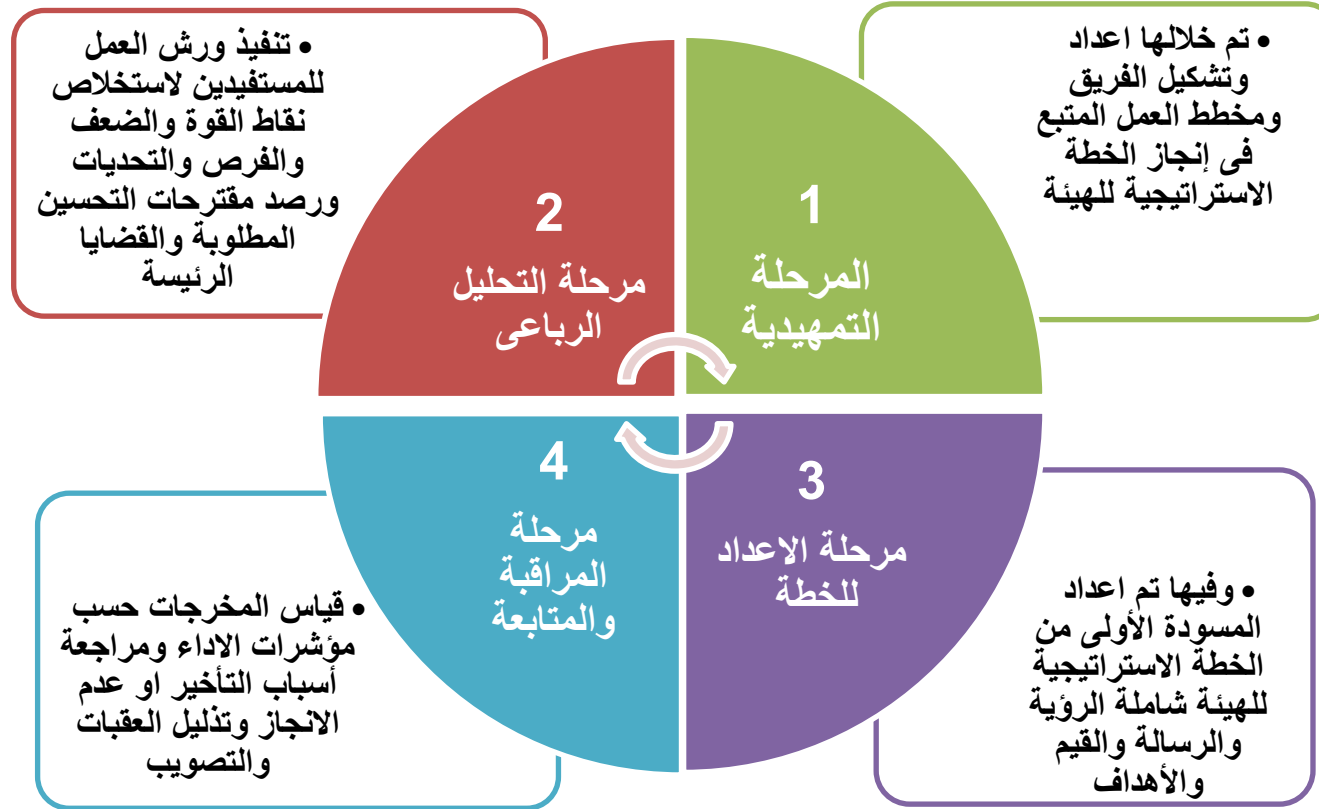 • تم خلالها اعداد
وتشكيل الفريق
ومخطط العمل المتبع
فى إنجاز الخطة
الاستراتيجية للهيئة
1
المرحلة
التمهيدية
• تنفيذ ورش العمل
للمستفيدين لاستخلاص
نقاط القوة والضعف
والفرص والتحديات
ورصد مقترحات التحسين
المطلوبة والقضايا
الرئيسة
2
مرحلة التحليل
الرباعى
• وفيها تم اعداد
المسودة الأولى من
الخطة الاستراتيجية
للهيئة شاملة الرؤية
والرسالة والقيم
والأهداف
3
مرحلة الاعداد
للخطة
• قياس المخرجات حسب
مؤشرات الاداء ومراجعة
أسباب التأخير او عدم
الانجاز وتذليل العقبات
والتصويب
4
مرحلة
المراقبة
والمتابعة